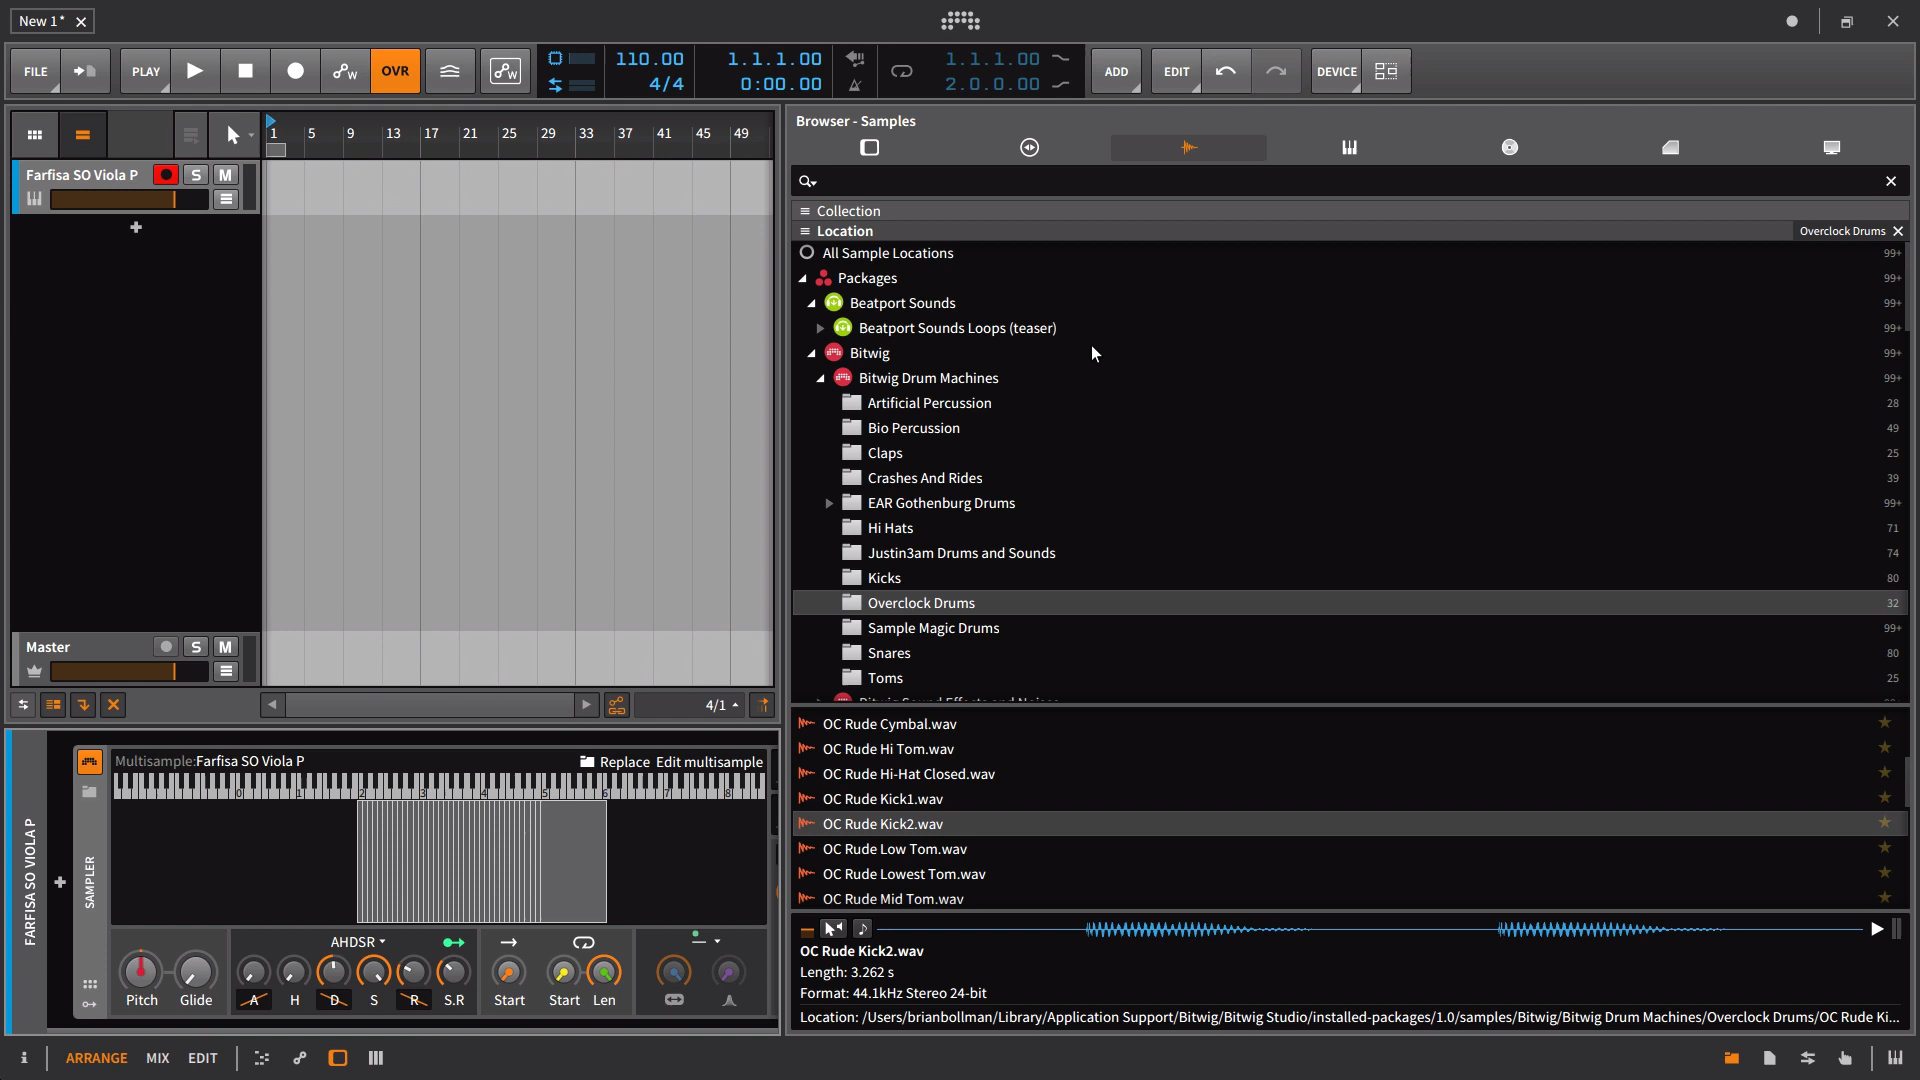 New 1*
FILE
PLAY
OVR
110.00
4/4
1.1.1.00
0:00.00
1.1.1.00
2.0.0.00
ADD
EDIT
DEVICE
1 5 9 13 17 21 25 29 33 37 41 45 49
Farfisa SO Viola P
S M
Master
S M
4/1
Browser - Samples
Collection
Location
Overclock Drums
All Sample Locations 99+
Packages 99+
Beatport Sounds 99+
Beatport Sounds Loops (teaser) 99+
Bitwig 99+
Bitwig Drum Machines 99+
Artificial Percussion 28
Bio Percussion 49
Claps 25
Crashes And Rides 39
EAR Gothenburg Drums 99+
Hi Hats 71
Justin3am Drums and Sounds 74
Kicks 80
Overclock Drums 32
Sample Magic Drums 99+
Snares 80
Toms 25
OC Rude Cymbal.wav
OC Rude Hi Tom.wav
OC Rude Hi-Hat Closed.wav
OC Rude Kick1.wav
OC Rude Kick2.wav
OC Rude Low Tom.wav
OC Rude Lowest Tom.wav
OC Rude Mid Tom.wav
OC Rude Kick2.wav
Length: 3.262 s
Format: 44.1kHz Stereo 24-bit
Location: /Users/brianbollman/Library/Application Support/Bitwig/Bitwig Studio/installed-packages/1.0/samples/Bitwig/Bitwig Drum Machines/Overclock Drums/OC Rude Ki...
FARFISA SO VIOLA P
SAMPLER
Multisample:Farfisa SO Viola P
Replace Edit multisample
0 1 2 3 4 5 6 7 8
AHDSR
Pitch Glide A H D S R S.R Start Start Len
ARRANGE MIX EDIT